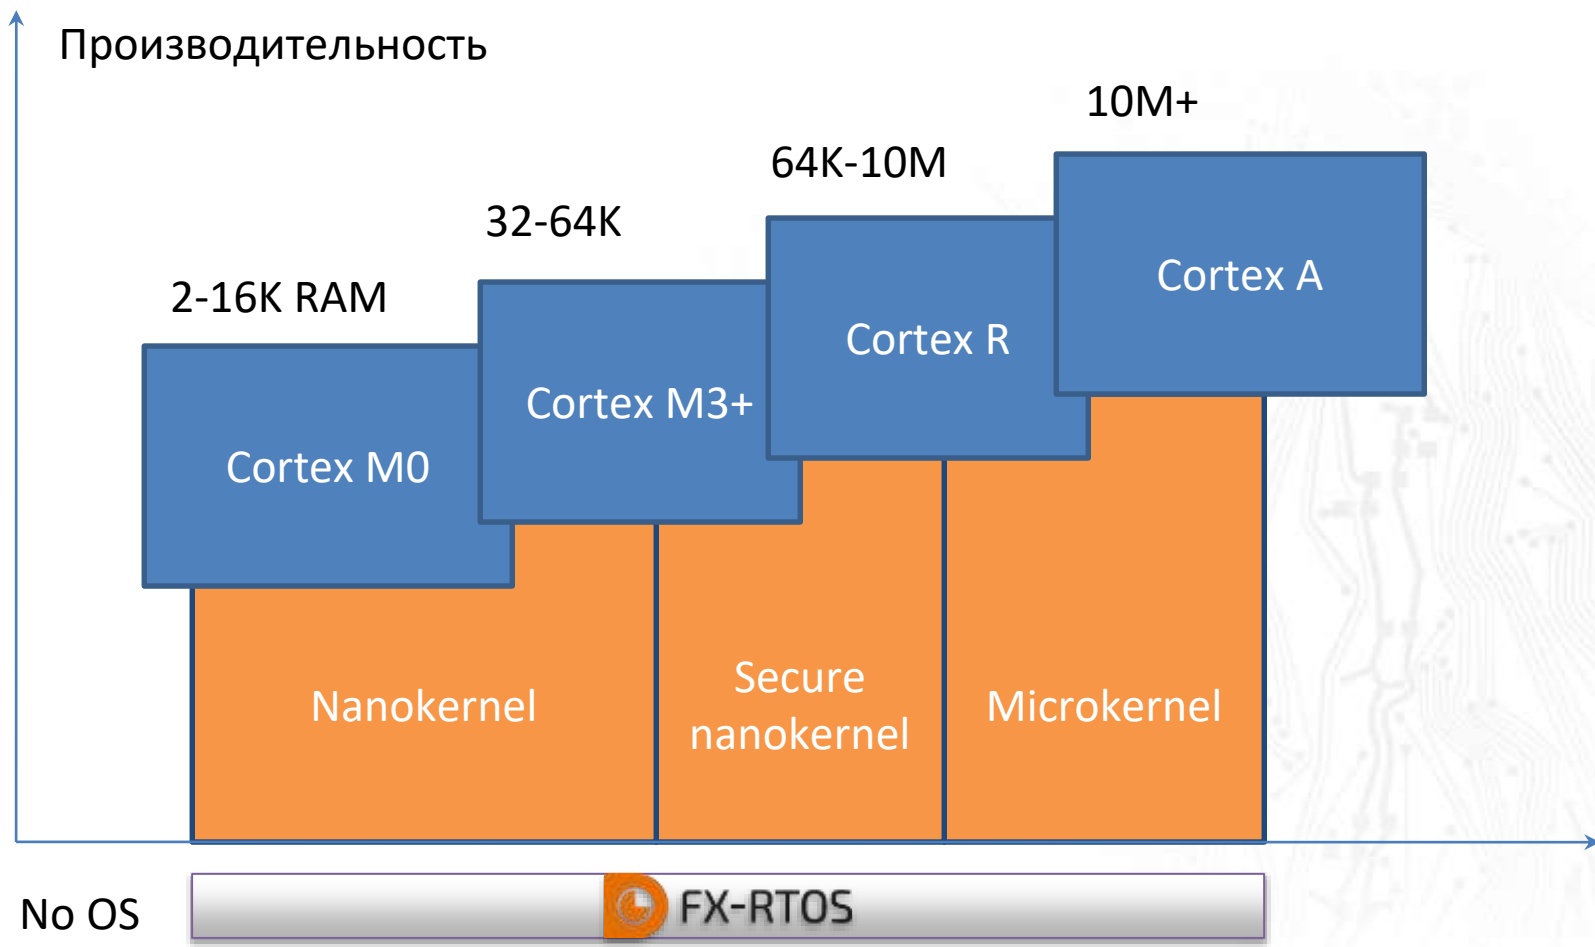 Производительность
10M+
64K-10M
32-64K
2-16K RAM
Cortex A
Cortex R
Cortex M3+
Cortex M0
Nanokernel
Secure
nanokernel
Microkernel
No OS
FX-RTOS